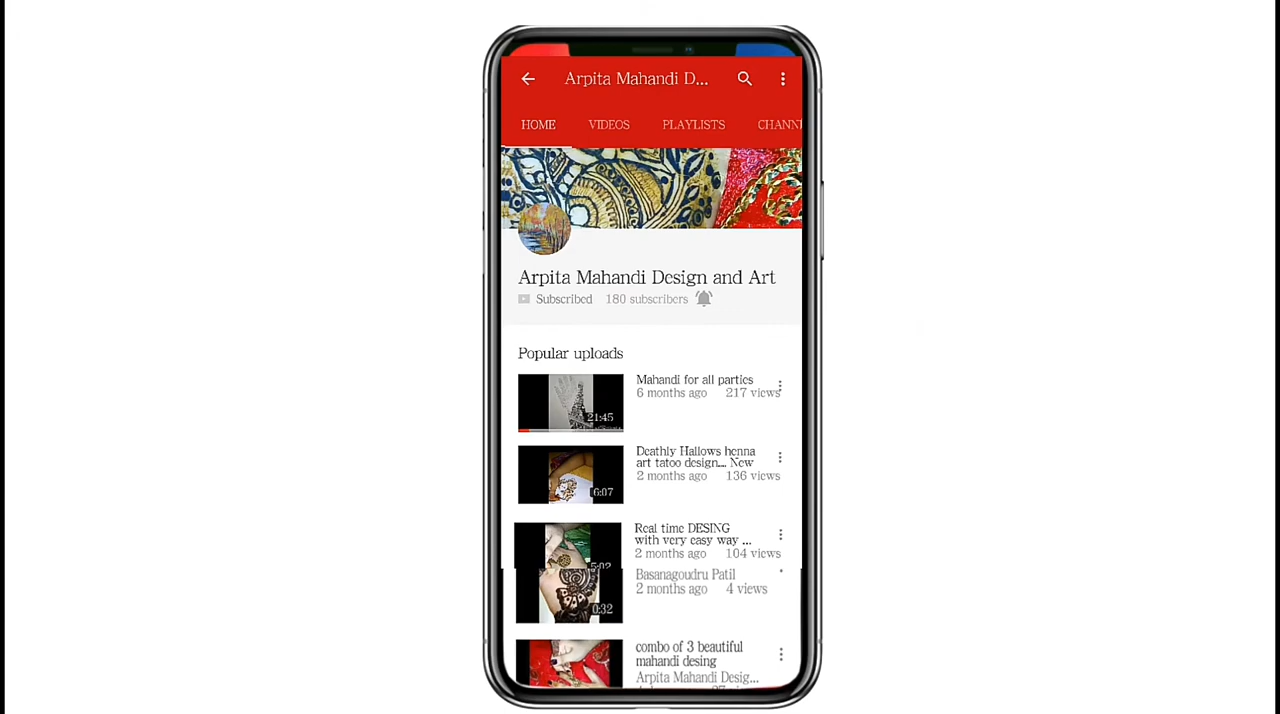 Arpita Mahandi D...
HOME VIDEOS PLAYLISTS CHANN
Arpita Mahandi Design and Art
Subscribed 180 subscribers
Popular uploads
Mahandi for all parties
6 months ago 217 views
21:45
Deathly Hallows henna
art tatoo design.... New
2 months ago 136 views
6:07
Real time DESING
with very easy way ...
2 months ago 104 views
5:02
Basanagoudru Patil
2 months ago 4 views
0:32
combo of 3 beautiful
mahandi desing
Arpita Mahandi Desig...